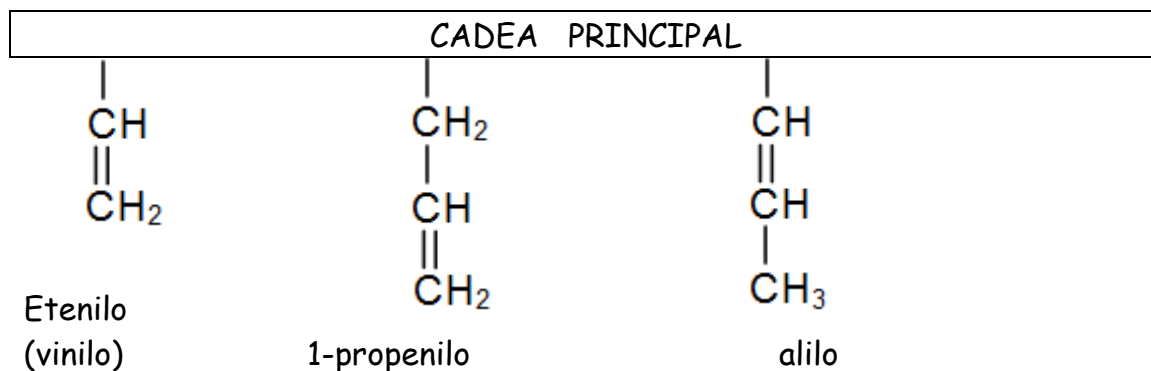 CADEA PRINCIPAL
CH CH₂ CH
CH₂ CH CH
CH₂ CH₃
Etenilo
(vinilo) 1-propenilo alilo